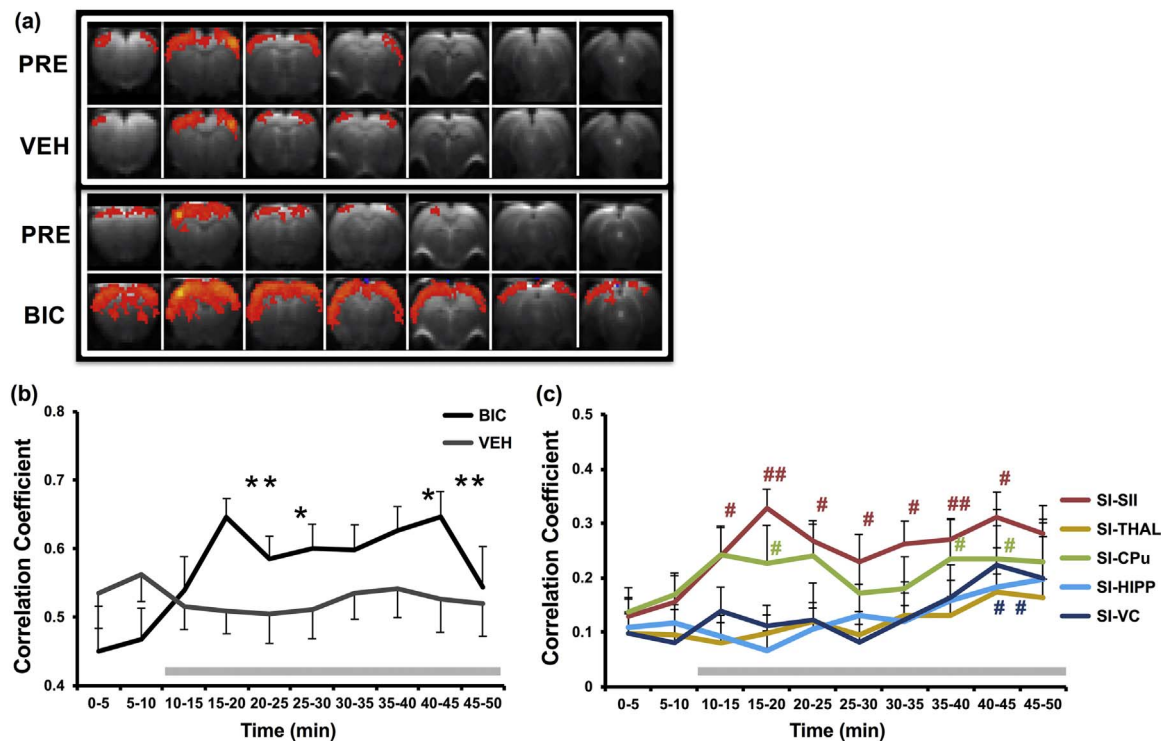 (a)
PRE
VEH
PRE
BIC
(b)
Correlation Coefficient
0.8
0.7
0.6
0.5
0.4
BIC
VEH
* *
*
*
* *
0-5 5-10 10-15 15-20 20-25 25-30 30-35 35-40 40-45 45-50
Time (min)
(c)
Correlation Coefficient
0.5
0.4
0.3
0.2
0.1
0
#
##
#
#
#
##
#
#
#
#
# #
SI-SII
SI-THAL
SI-CPu
SI-HIPP
SI-VC
0-5 5-10 10-15 15-20 20-25 25-30 30-35 35-40 40-45 45-50
Time (min)